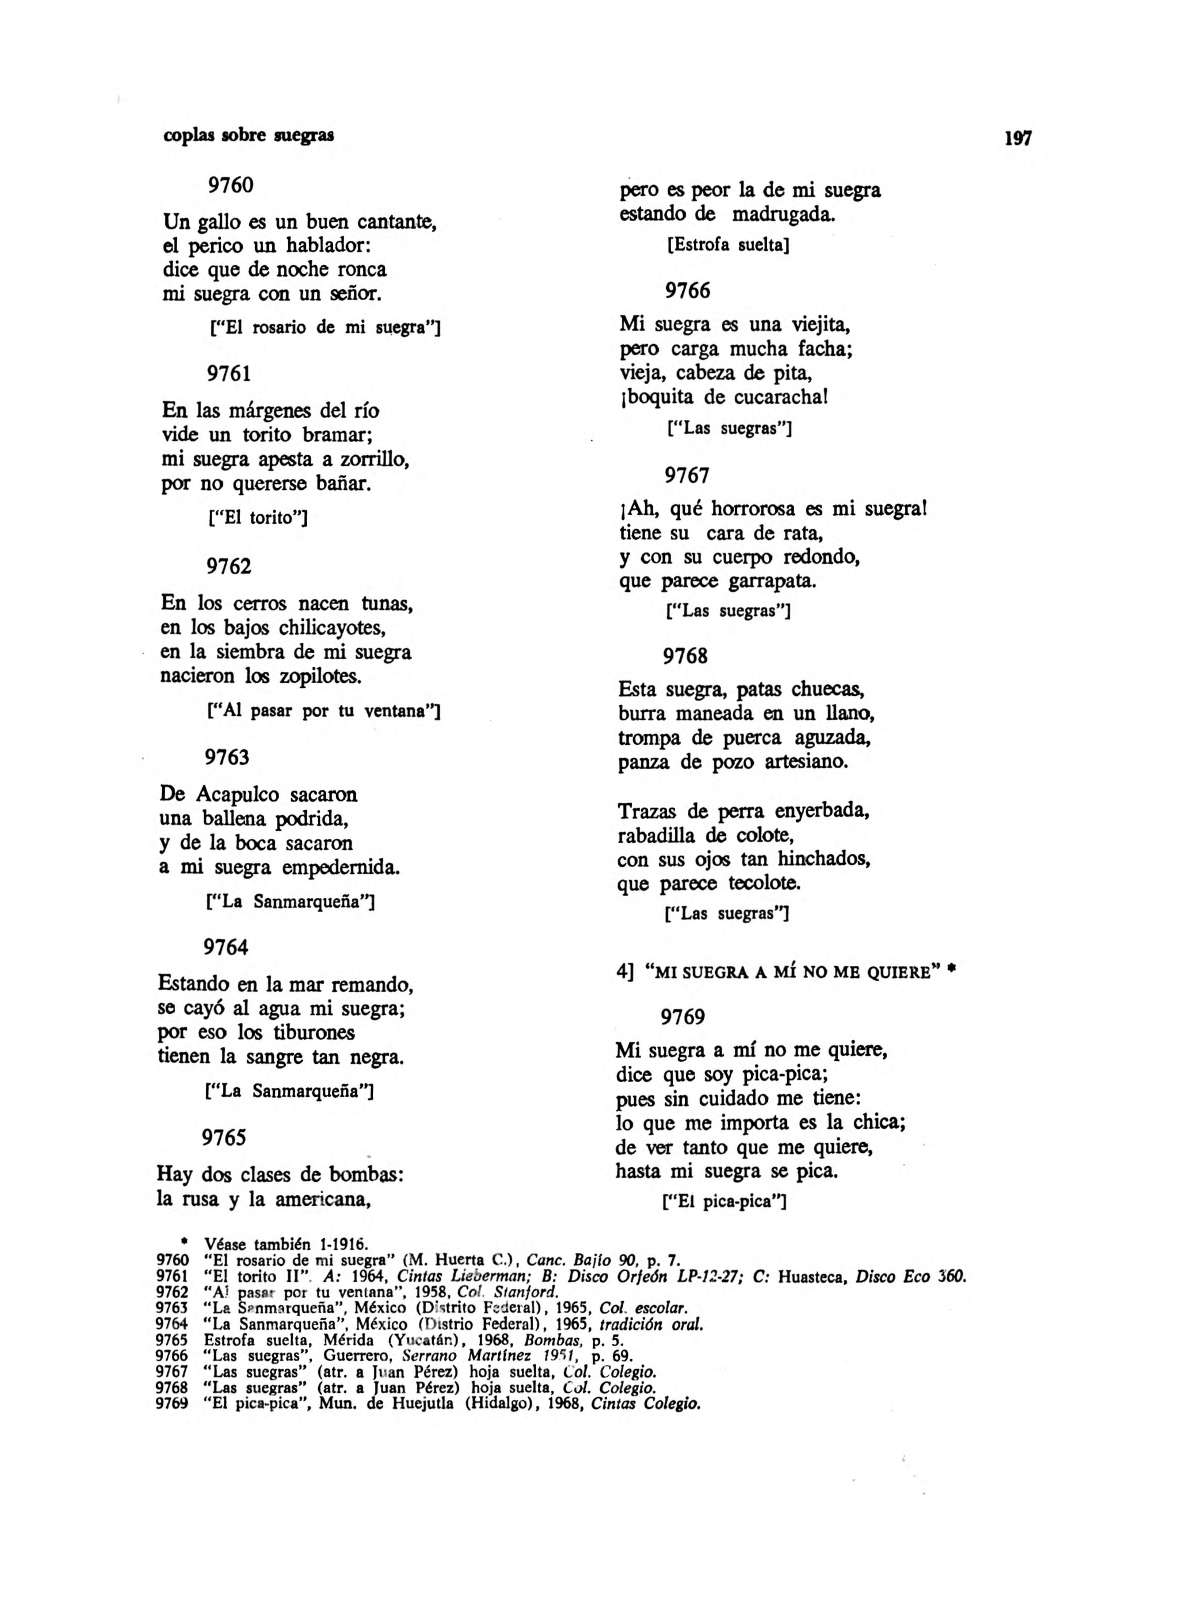 coplas sobre suegras
197
9760
Un gallo es un buen cantante,
el perico un hablador:
dice que de noche ronca
mi suegra con un señor.
["El rosario de mi suegra"]
9761
En las márgenes del río
vide un torito bramar;
mi suegra apesta a zorrillo,
por no quererse bañar.
["El torito"]
9762
En los cerros nacen tunas,
en los bajos chilicayotes,
en la siembra de mi suegra
nacieron los zopilotes.
["Al pasar por tu ventana"]
9763
De Acapulco sacaron
una ballena podrida,
y de la boca sacaron
a mi suegra empedernida.
["La Sanmarqueña"]
9764
Estando en la mar remando,
se cayó al agua mi suegra;
por eso los tiburones
tienen la sangre tan negra.
["La Sanmarqueña"]
9765
Hay dos clases de bombas:
la rusa y la americana,
pero es peor la de mi suegra
estando de madrugada.
[Estrofa suelta]
9766
Mi suegra es una viejita,
pero carga mucha facha;
vieja, cabeza de pita,
¡boquita de cucaracha!
["Las suegras"]
9767
¡Ah, qué horrorosa es mi suegra!
tiene su cara de rata,
y con su cuerpo redondo,
que parece garrapata.
["Las suegras"]
9768
Esta suegra, patas chuecas,
burra maneada en un llano,
trompa de puerca aguzada,
panza de pozo artesiano.
Trazas de perra enyerbada,
rabadilla de colote,
con sus ojos tan hinchados,
que parece tecolote.
["Las suegras"]
4] "MI SUEGRA A MÍ NO ME QUIERE" *
9769
Mi suegra a mí no me quiere,
dice que soy pica-pica;
pues sin cuidado me tiene:
lo que me importa es la chica;
de ver tanto que me quiere,
hasta mi suegra se pica.
["El pica-pica"]
* Véase también 1-1916.
9760 "El rosario de mi suegra" (M. Huerta C.), Canc. Bajío 90, p. 7.
9761 "El torito II". A: 1964, Cintas Lieberman; B: Disco Orfeón LP-12-27; C: Huasteca, Disco Eco 360.
9762 "Al pasar por tu ventana", 1958, Col. Stanford.
9763 "La Sanmarqueña", México (Distrito Federal), 1965, Col. escolar.
9764 "La Sanmarqueña", México (Distrio Federal), 1965, tradición oral.
9765 Estrofa suelta, Mérida (Yucatán), 1968, Bombas, p. 5.
9766 "Las suegras", Guerrero, Serrano Martínez 1951, p. 69.
9767 "Las suegras" (atr. a Juan Pérez) hoja suelta, Col. Colegio.
9768 "Las suegras" (atr. a Juan Pérez) hoja suelta, Col. Colegio.
9769 "El pica-pica", Mun. de Huejutla (Hidalgo), 1968, Cintas Colegio.